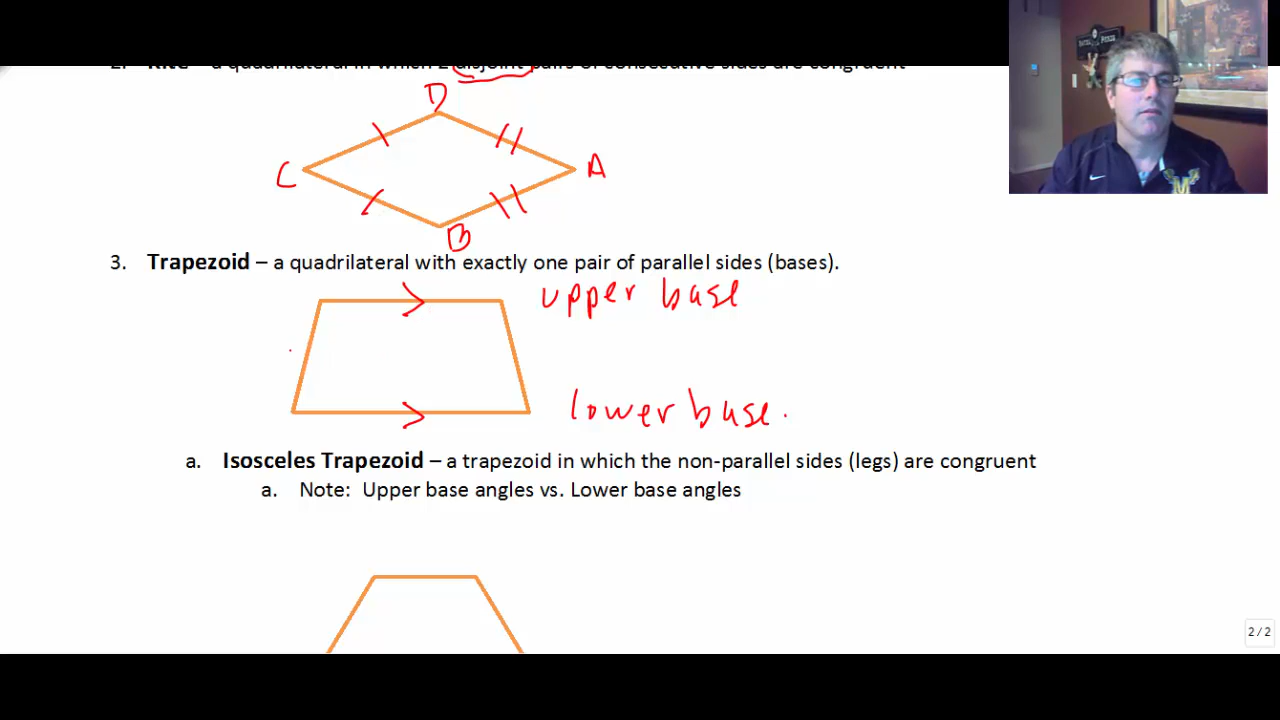 2. Kite – a quadrilateral in which 2 disjoint pairs of consecutive sides are congruent
D
C
A
B
3. Trapezoid – a quadrilateral with exactly one pair of parallel sides (bases).
upper base
lower base.
a. Isosceles Trapezoid – a trapezoid in which the non-parallel sides (legs) are congruent
a. Note: Upper base angles vs. Lower base angles
2 / 2
M